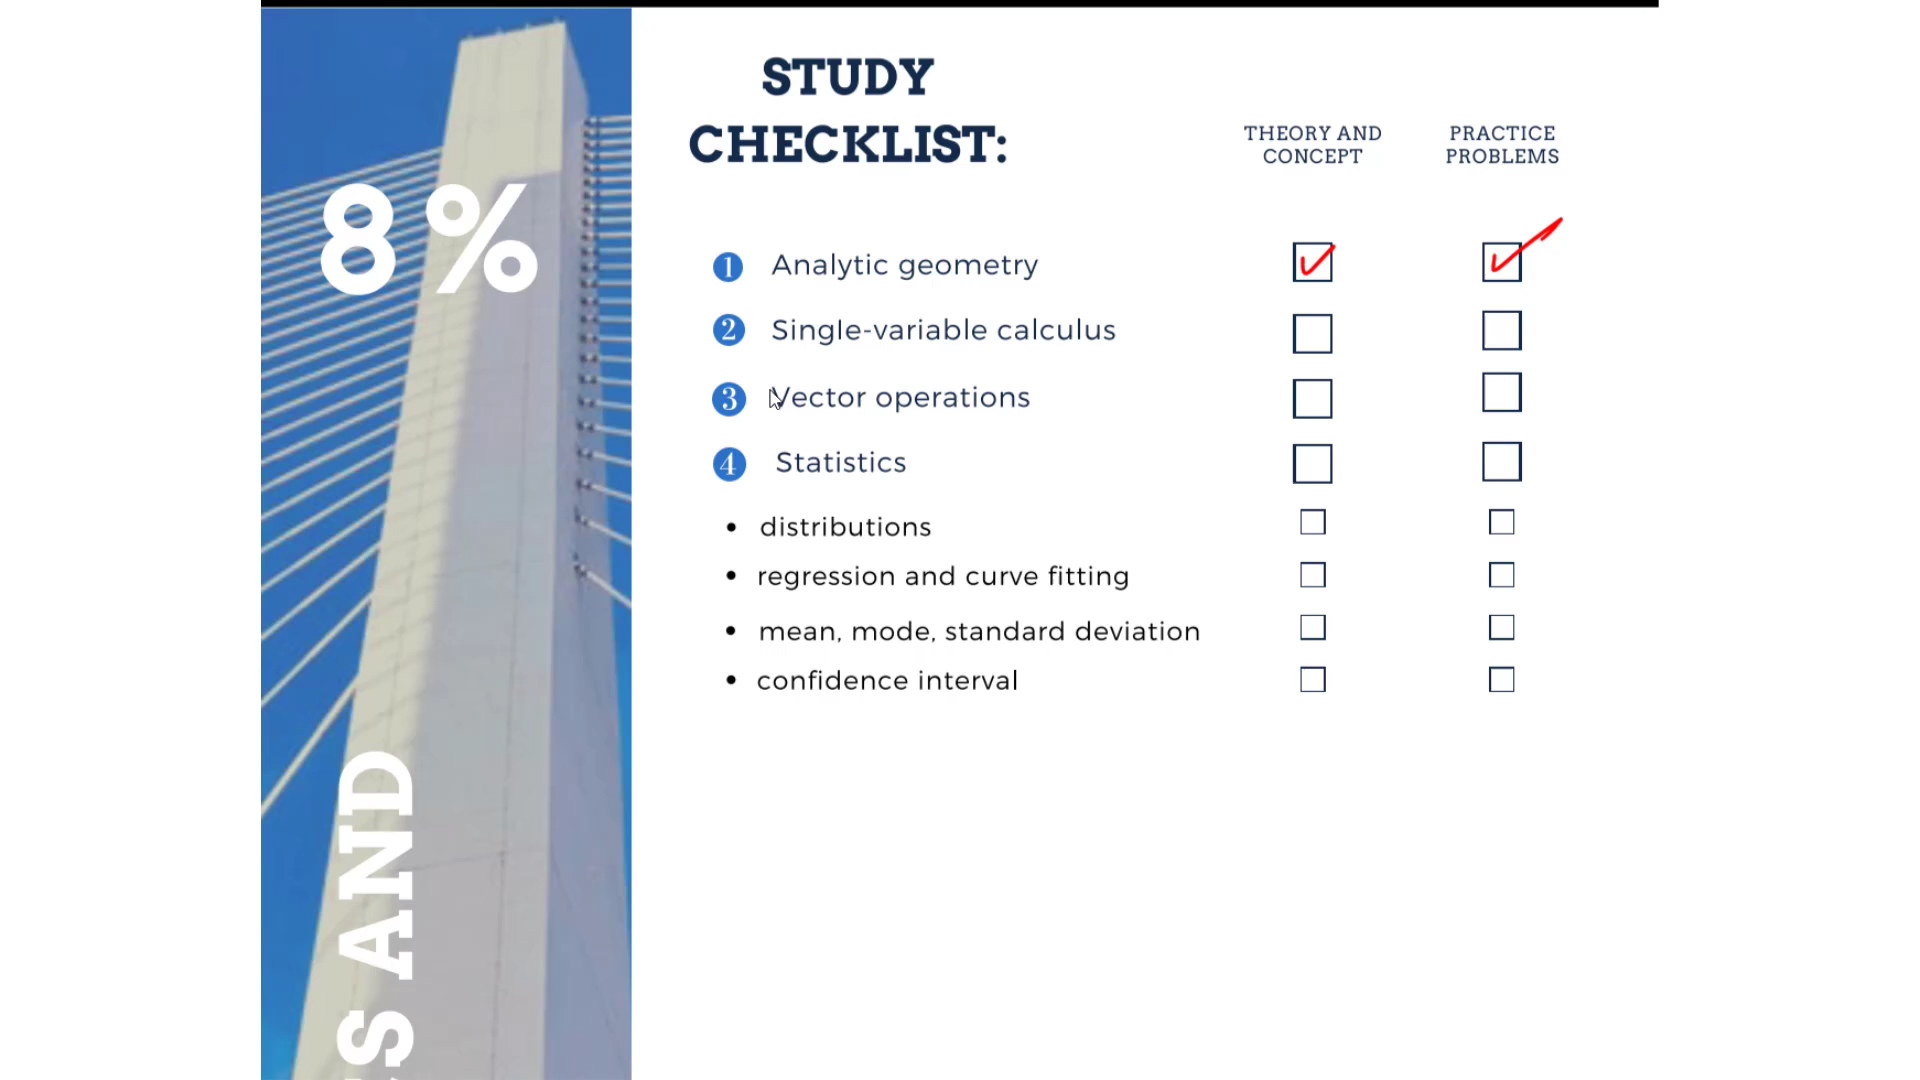 8%
S AND
STUDY
CHECKLIST:
THEORY AND
CONCEPT
PRACTICE
PROBLEMS
1 Analytic geometry
2 Single-variable calculus
3 Vector operations
4 Statistics
• distributions
• regression and curve fitting
• mean, mode, standard deviation
• confidence interval